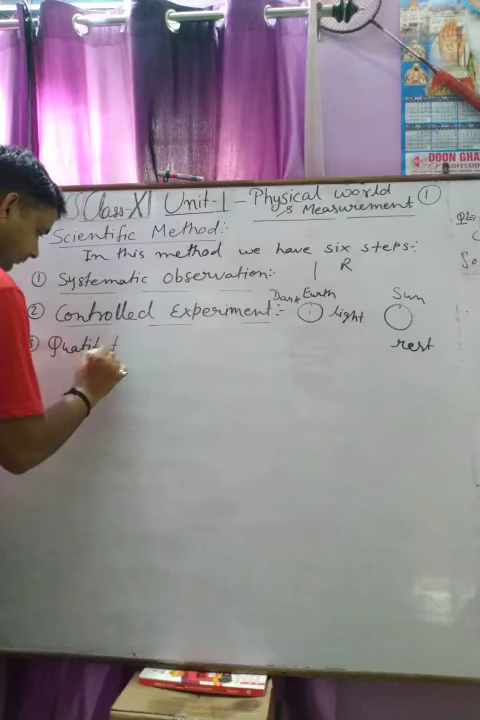 Class-XI Unit-1 - Physical world & Measurement ①
Scientific Method:-
In this method we have six steps:-
① Systematic Observation:- | R
② Controlled Experiment:- Dark Earth light Sun
rest
DOON